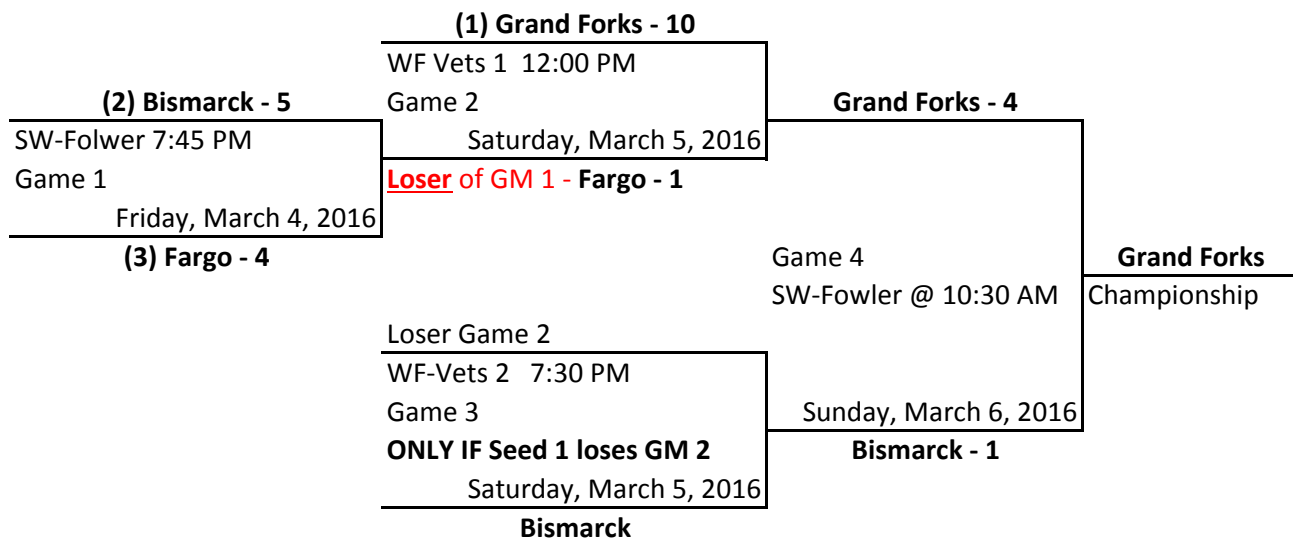 (1) Grand Forks - 10
WF Vets 1 12:00 PM
(2) Bismarck - 5
Game 2
Grand Forks - 4
SW-Folwer 7:45 PM
Saturday, March 5, 2016
Game 1
Loser of GM 1 - Fargo - 1
Friday, March 4, 2016
(3) Fargo - 4
Game 4
Grand Forks
SW-Fowler @ 10:30 AM
Championship
Loser Game 2
WF-Vets 2 7:30 PM
Game 3
Sunday, March 6, 2016
ONLY IF Seed 1 loses GM 2
Bismarck - 1
Saturday, March 5, 2016
Bismarck